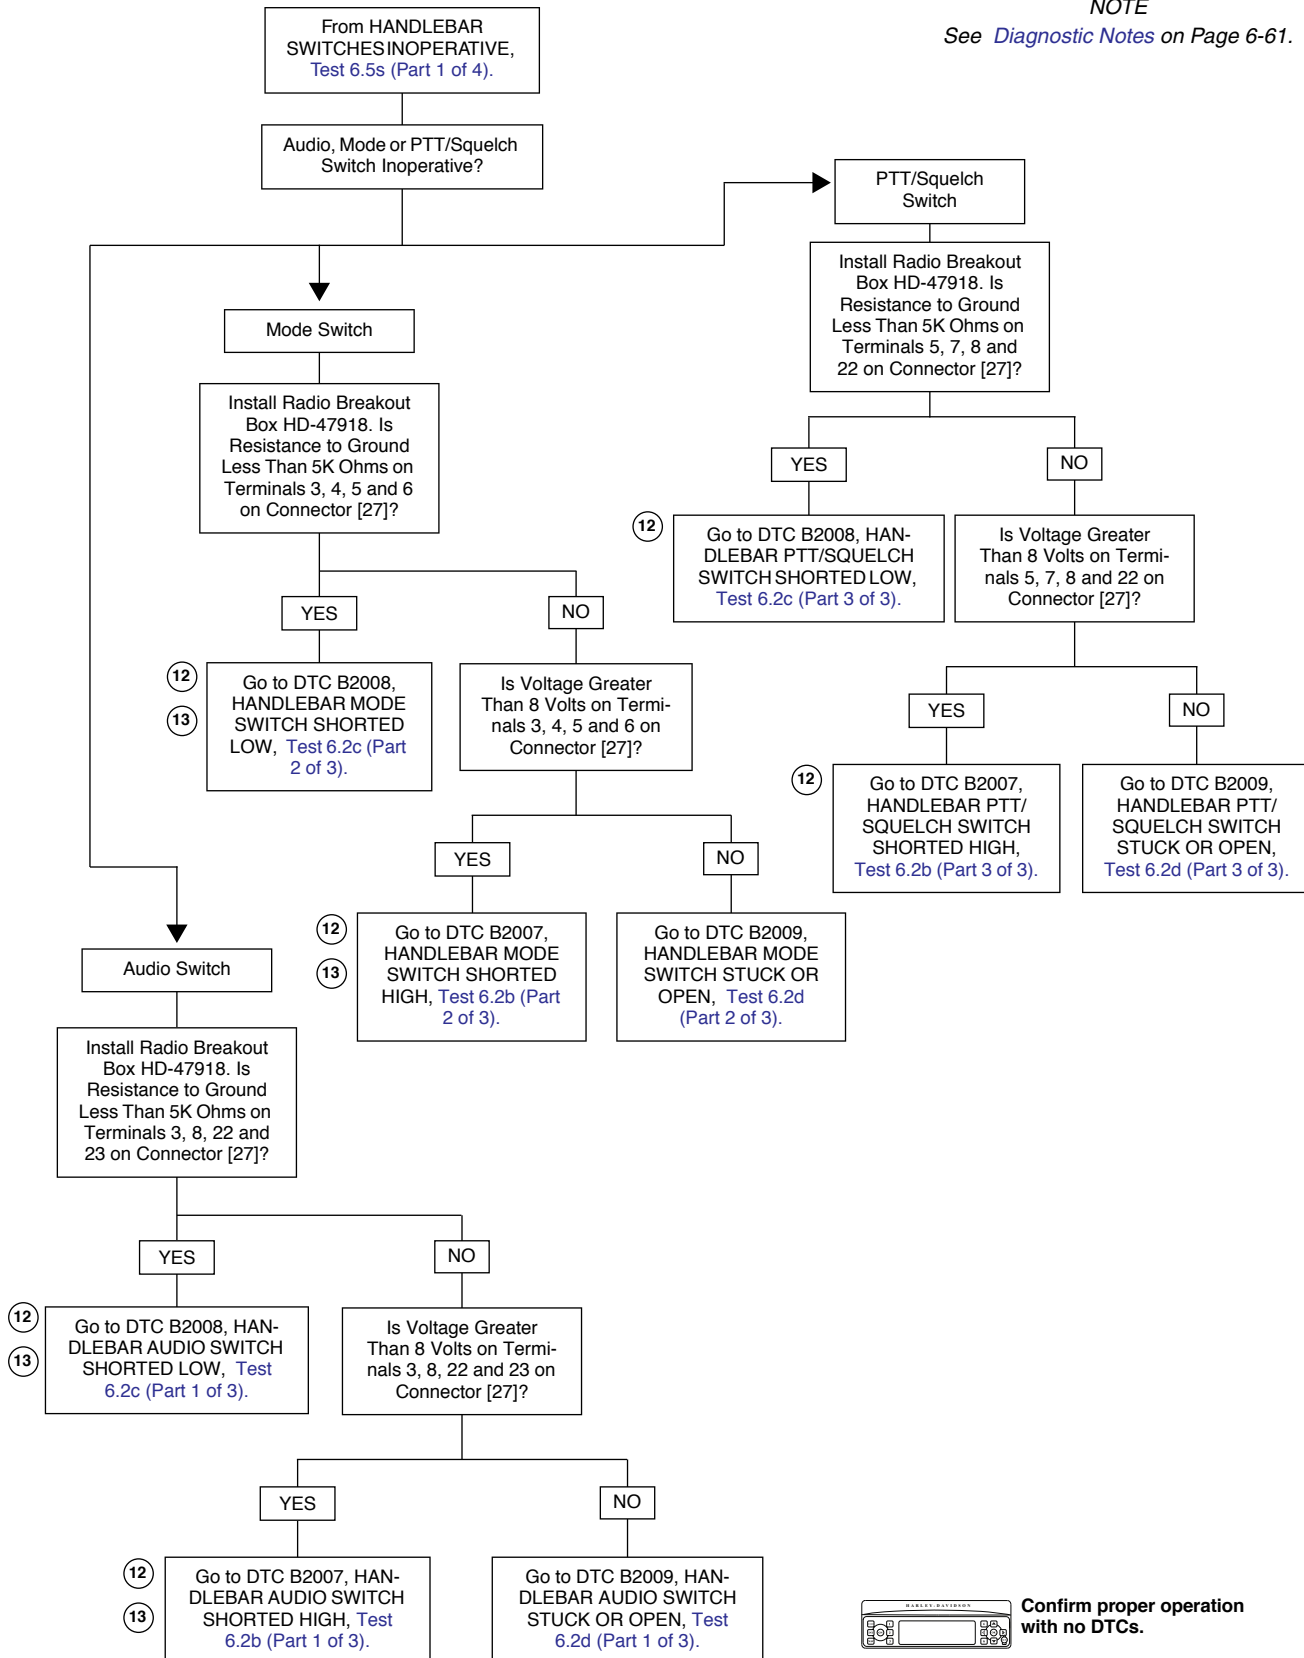 NOTE
See Diagnostic Notes on Page 6-61.
From HANDLEBAR
SWITCHES INOPERATIVE,
Test 6.5s (Part 1 of 4).
Audio, Mode or PTT/Squelch
Switch Inoperative?
PTT/Squelch
Switch
Install Radio Breakout
Box HD-47918. Is
Resistance to Ground
Less Than 5K Ohms on
Terminals 5, 7, 8 and
22 on Connector [27]?
YES
NO
12
Go to DTC B2008, HAN-
DLEBAR PTT/SQUELCH
SWITCH SHORTED LOW,
Test 6.2c (Part 3 of 3).
Is Voltage Greater
Than 8 Volts on Termi-
nals 5, 7, 8 and 22 on
Connector [27]?
YES
NO
12
Go to DTC B2007,
HANDLEBAR PTT/
SQUELCH SWITCH
SHORTED HIGH,
Test 6.2b (Part 3 of 3).
Go to DTC B2009,
HANDLEBAR PTT/
SQUELCH SWITCH
STUCK OR OPEN,
Test 6.2d (Part 3 of 3).
Mode Switch
Install Radio Breakout
Box HD-47918. Is
Resistance to Ground
Less Than 5K Ohms on
Terminals 3, 4, 5 and 6
on Connector [27]?
YES
NO
12
13
Go to DTC B2008,
HANDLEBAR MODE
SWITCH SHORTED
LOW, Test 6.2c (Part
2 of 3).
Is Voltage Greater
Than 8 Volts on Termi-
nals 3, 4, 5 and 6 on
Connector [27]?
YES
NO
12
13
Go to DTC B2007,
HANDLEBAR MODE
SWITCH SHORTED
HIGH, Test 6.2b (Part
2 of 3).
Go to DTC B2009,
HANDLEBAR MODE
SWITCH STUCK OR
OPEN, Test 6.2d
(Part 2 of 3).
Audio Switch
Install Radio Breakout
Box HD-47918. Is
Resistance to Ground
Less Than 5K Ohms on
Terminals 3, 8, 22 and
23 on Connector [27]?
YES
NO
12
13
Go to DTC B2008, HAN-
DLEBAR AUDIO SWITCH
SHORTED LOW, Test
6.2c (Part 1 of 3).
Is Voltage Greater
Than 8 Volts on Termi-
nals 3, 8, 22 and 23 on
Connector [27]?
YES
NO
12
13
Go to DTC B2007, HAN-
DLEBAR AUDIO SWITCH
SHORTED HIGH, Test
6.2b (Part 1 of 3).
Go to DTC B2009, HAN-
DLEBAR AUDIO SWITCH
STUCK OR OPEN, Test
6.2d (Part 1 of 3).
HARLEY-DAVIDSON
Confirm proper operation
with no DTCs.